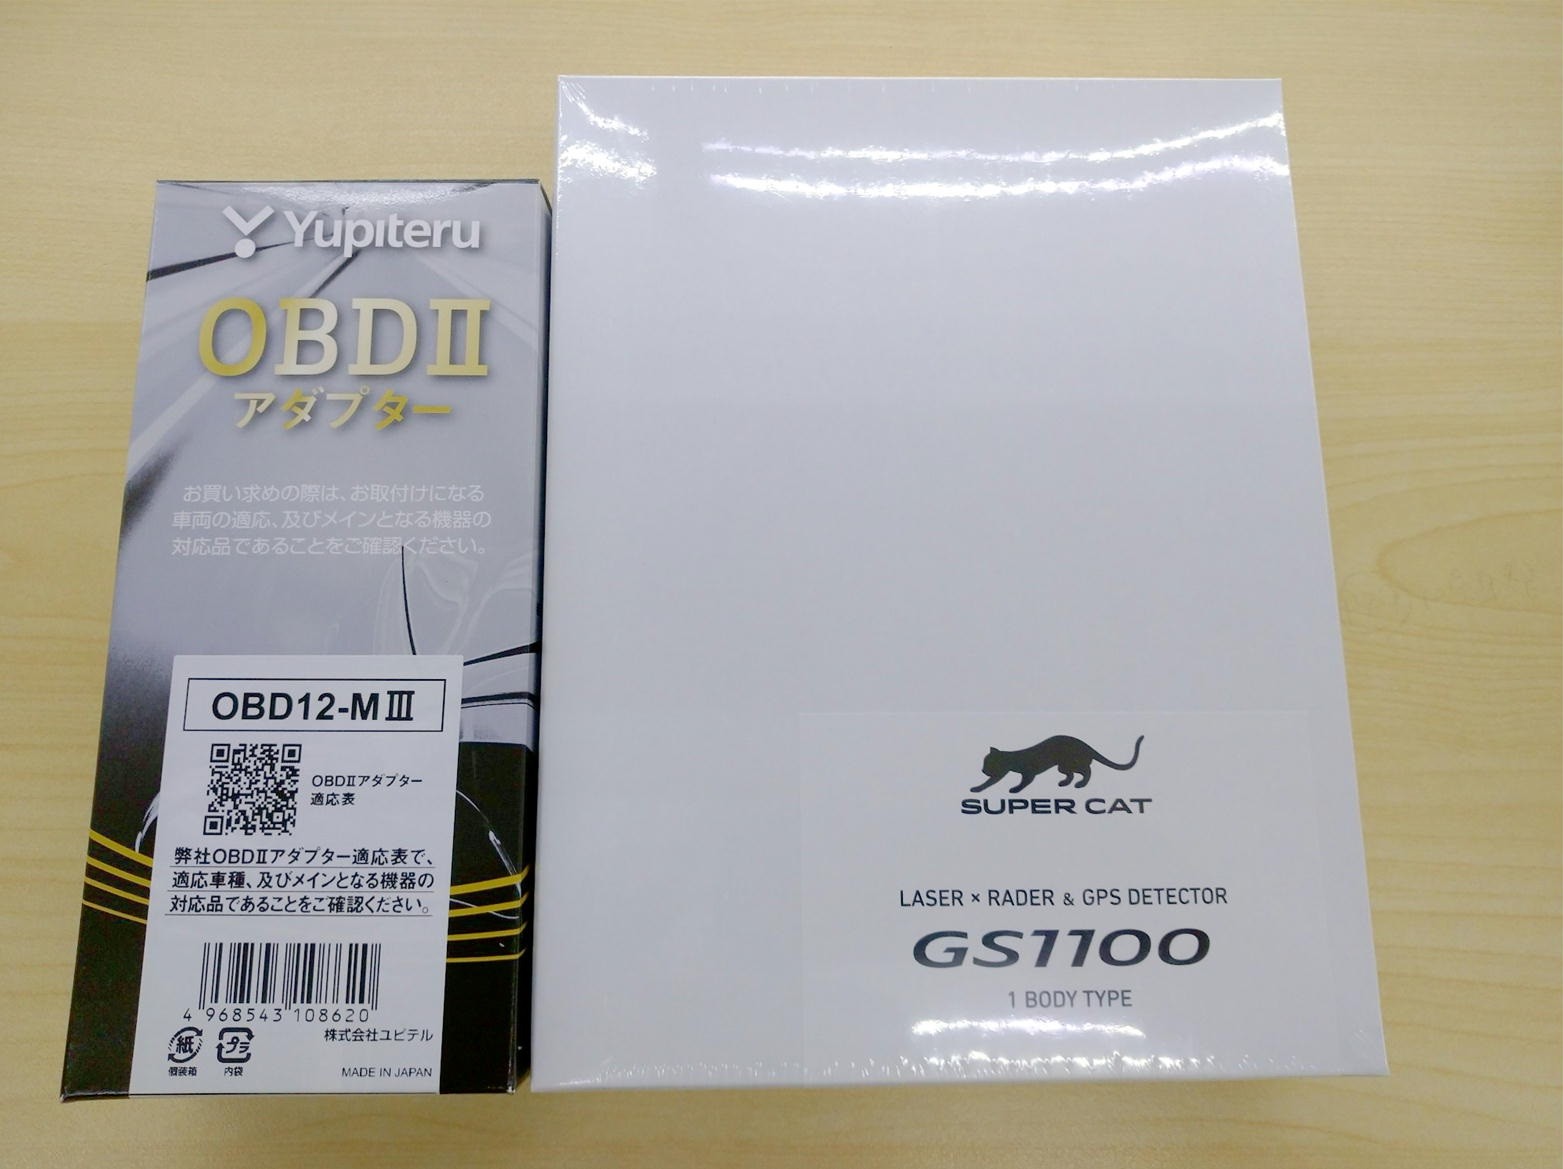 Yupiteru
OBDⅡ
アダプター
お買い求めの際は、お取付けになる
車両の適応、及びメインとなる機器の
対応品であることをご確認ください。
OBD12-MⅢ
OBDⅡアダプター
適応表
弊社OBDⅡアダプター適応表で、
適応車種、及びメインとなる機器の
対応品であることをご確認ください。
4 968543 108620
株式会社ユピテル
紙
個装箱
プラ
内袋
MADE IN JAPAN
SUPER CAT
LASER × RADER & GPS DETECTOR
GS1100
1 BODY TYPE